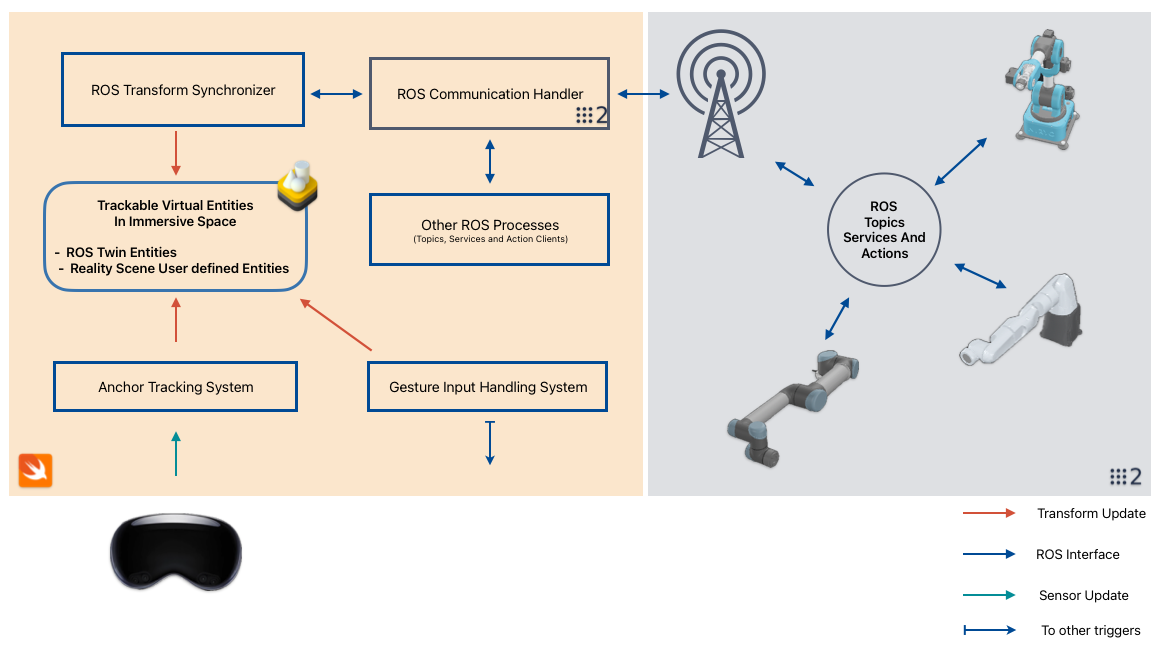 ROS Transform Synchronizer
ROS Communication Handler
2
Trackable Virtual Entities
In Immersive Space
- ROS Twin Entities
- Reality Scene User defined Entities
Other ROS Processes
(Topics, Services and Action Clients)
Anchor Tracking System
Gesture Input Handling System
ROS
Topics
Services And
Actions
2
Transform Update
ROS Interface
Sensor Update
To other triggers